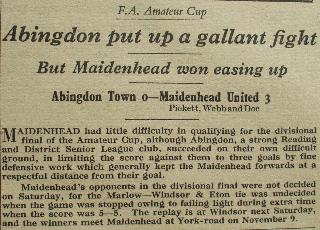 F.A. Amateur Cup
Abingdon put up a gallant fight
But Maidenhead won easing up
Abingdon Town 0—Maidenhead United 3
Pickett, Webb and Doe
MAIDENHEAD had little difficulty in qualifying for the divisional
final of the Amateur Cup, although Abingdon, a strong Reading
and District Senior League club, succeeded on their own difficult
ground, in limiting the score against them to three goals by fine
defensive work which generally kept the Maidenhead forwards at a
respectful distance from their goal.
Maidenhead's opponents in the divisional final were not decided
on Saturday, for the Marlow—Windsor & Eton tie was undecided
when the game was stopped owing to failing light during extra time
when the score was 5—5. The replay is at Windsor next Saturday,
and the winners meet Maidenhead at York-road on November 9.